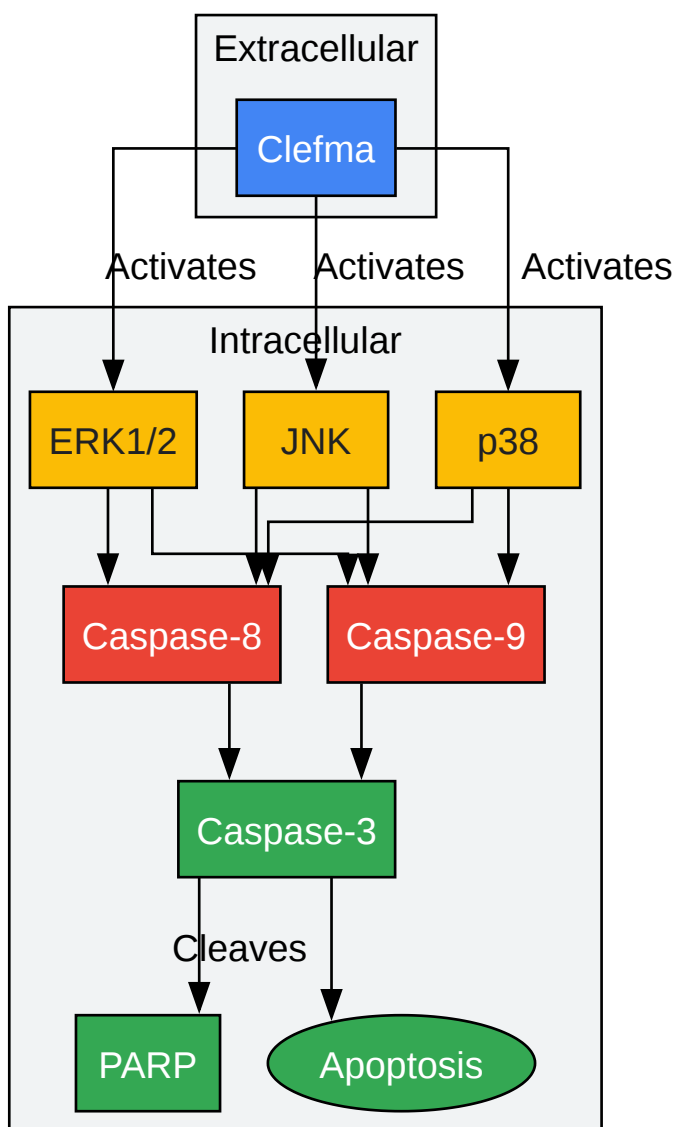 Extracellular
Clefma
Activates
Activates
Activates
Intracellular
ERK1/2
JNK
p38
Caspase-8
Caspase-9
Caspase-3
Cleaves
PARP
Apoptosis